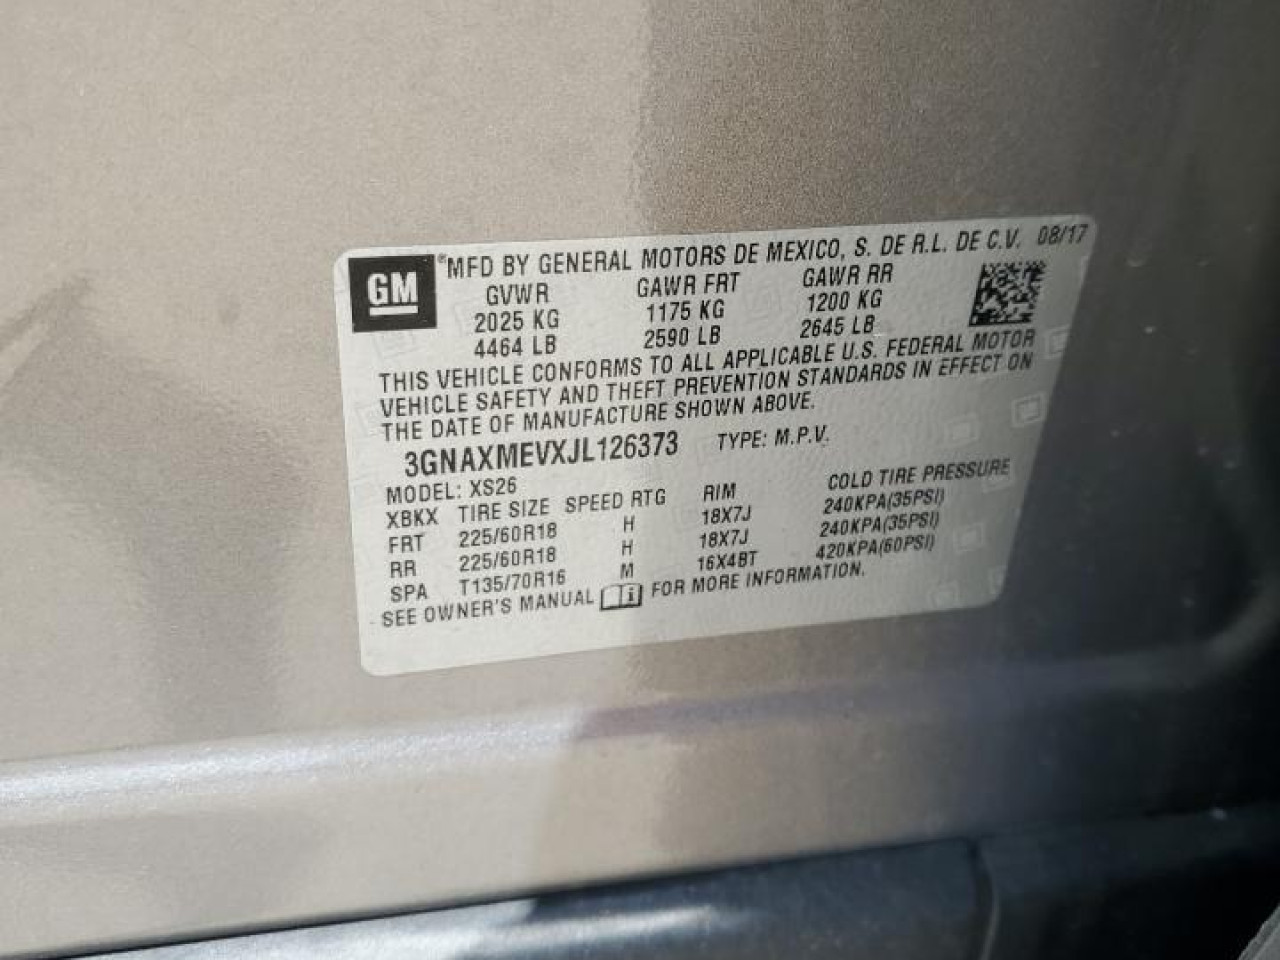 GM
®MFD BY GENERAL MOTORS DE MEXICO, S. DE R.L. DE C.V. 08/17
GVWR GAWR FRT GAWR RR
2025 KG 1175 KG 1200 KG
4464 LB 2590 LB 2645 LB
THIS VEHICLE CONFORMS TO ALL APPLICABLE U.S. FEDERAL MOTOR
VEHICLE SAFETY AND THEFT PREVENTION STANDARDS IN EFFECT ON
THE DATE OF MANUFACTURE SHOWN ABOVE.
3GNAXMEVXJL126373 TYPE: M.P.V.
MODEL: XS26
XBKX TIRE SIZE SPEED RTG RIM COLD TIRE PRESSURE
FRT 225/60R18 H 18X7J 240KPA(35PSI)
RR 225/60R18 H 18X7J 240KPA(35PSI)
SPA T135/70R16 M 16X4BT 420KPA(60PSI)
SEE OWNER'S MANUAL i FOR MORE INFORMATION.